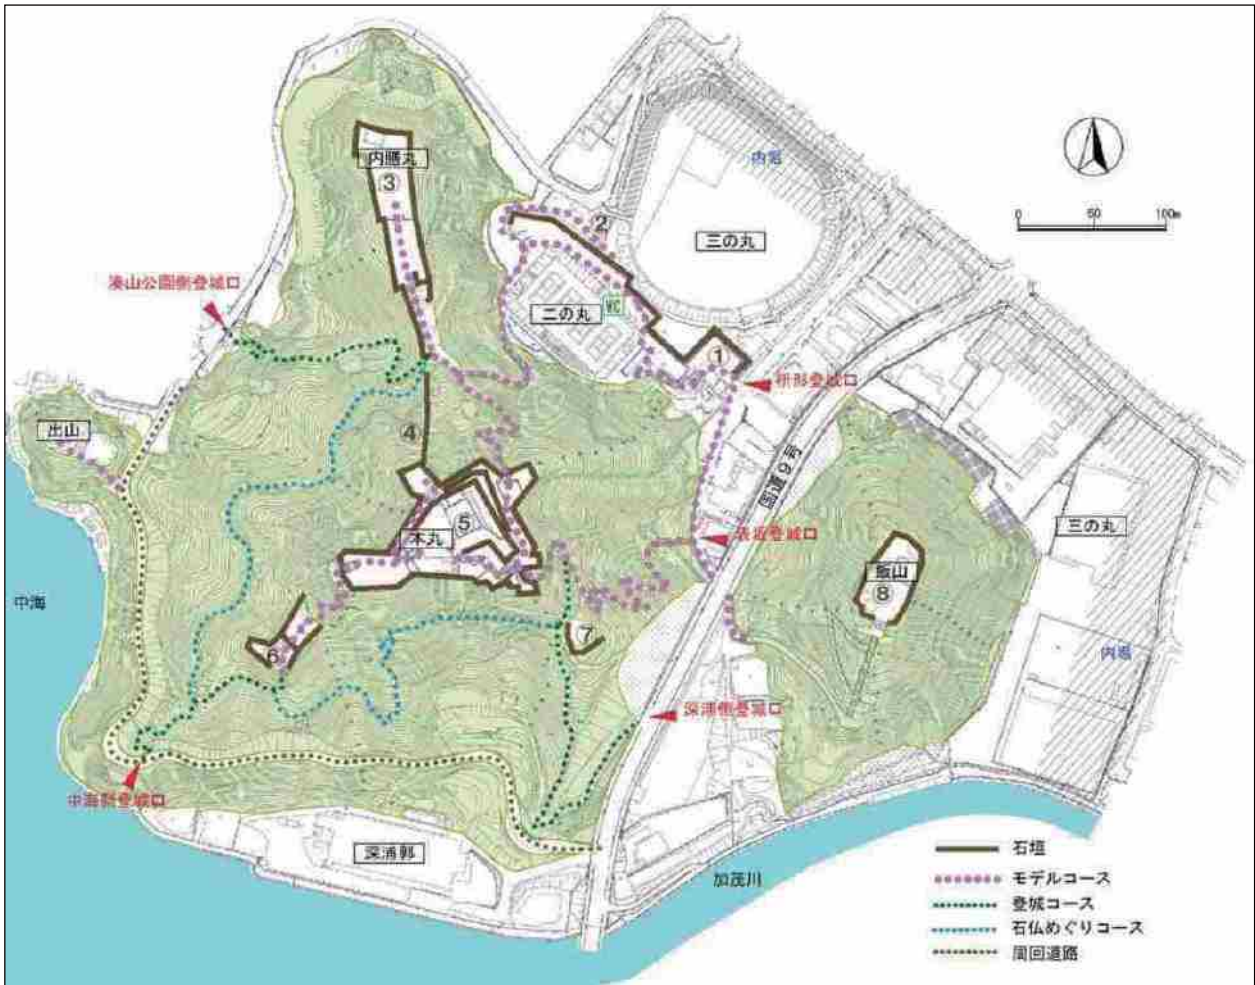 内膳丸
③
内堀
②
三の丸
0 50 100m
湊山公園側登城口
二の丸
WC
①
枡形登城口
出山
④
国道9号
⑤
本丸
表坂登城口
三の丸
飯山
⑧
中海
⑥
⑦
内堀
深浦側登城口
中海側登城口
深浦郭
加茂川
石垣
モデルコース
登城コース
石仏めぐりコース
周回道路